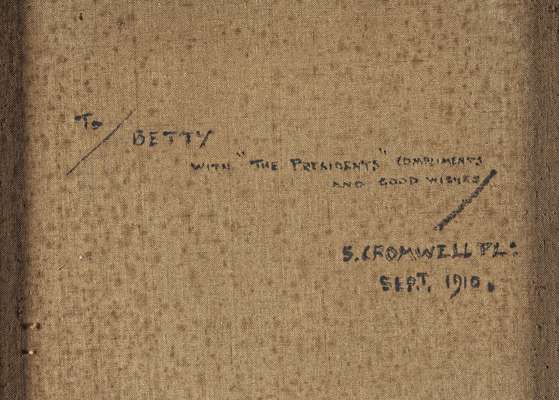 To / BETTY
WITH "THE PRESIDENTS" COMPLIMENTS
AND GOOD WISHES
5. CROMWELL PL:
SEPT. 1910.